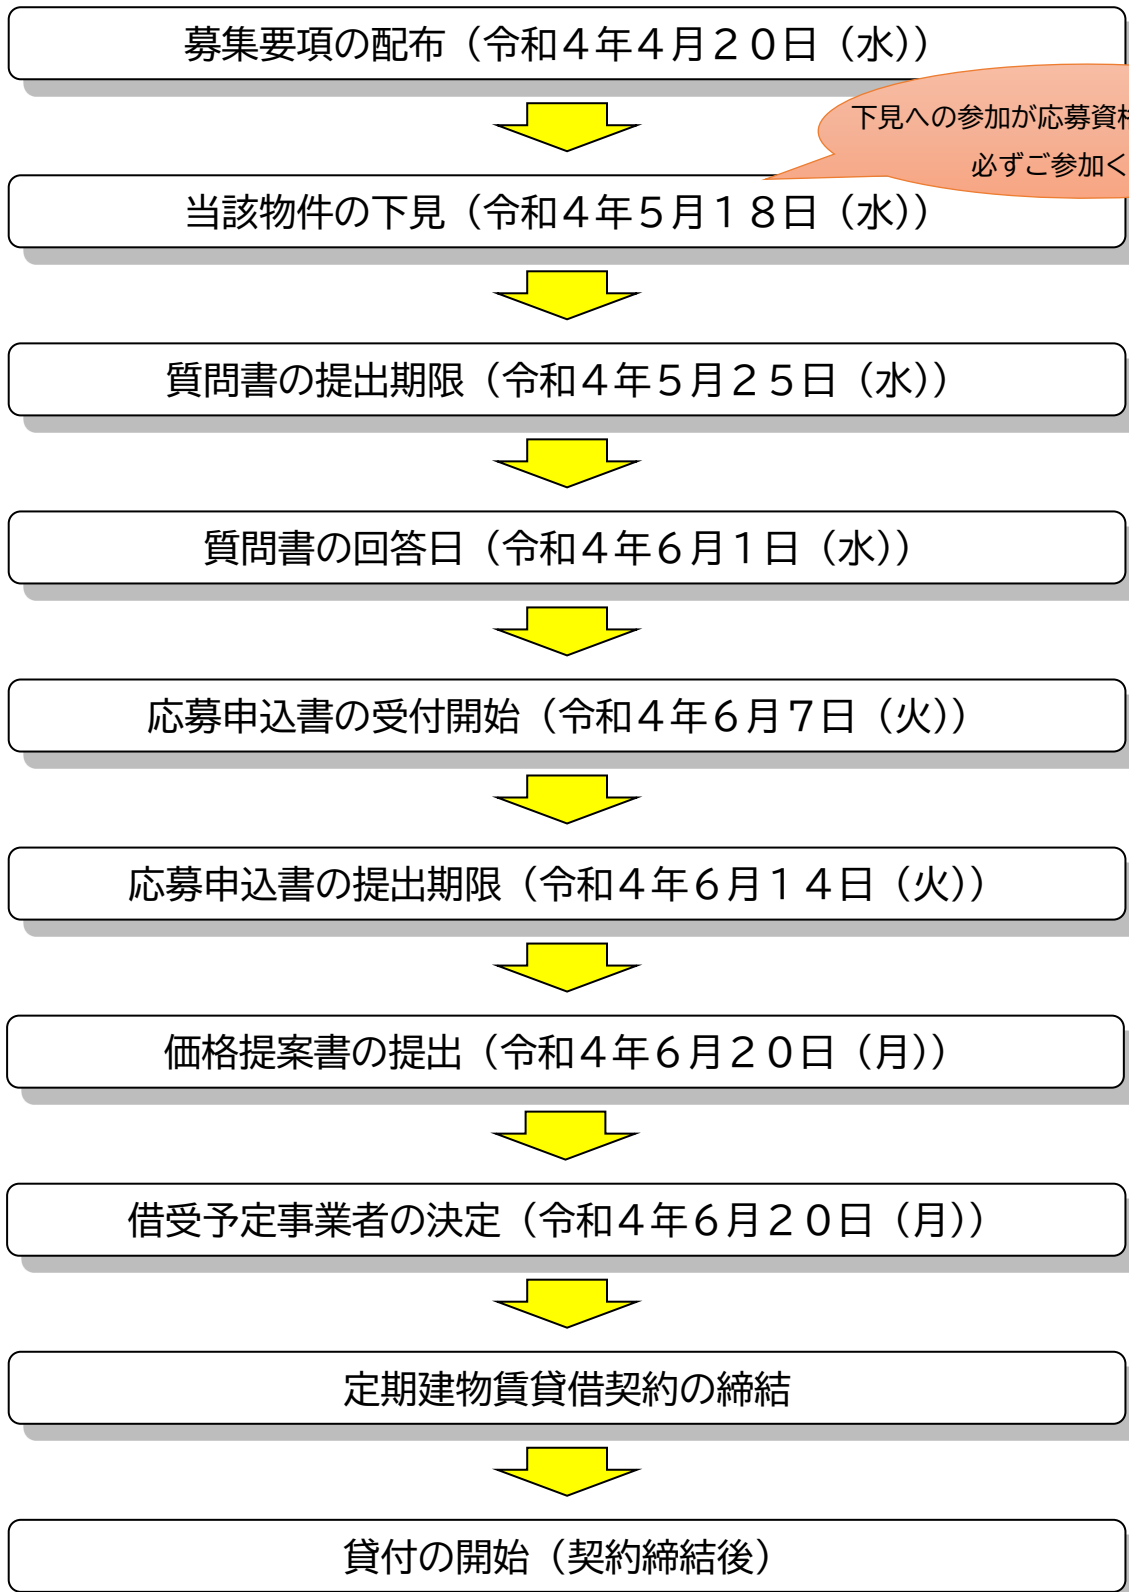 募集要項の配布（令和４年４月２０日（水））
下見への参加が応募資格
必ずご参加く
当該物件の下見（令和４年５月１８日（水））
質問書の提出期限（令和４年５月２５日（水））
質問書の回答日（令和４年６月１日（水））
応募申込書の受付開始（令和４年６月７日（火））
応募申込書の提出期限（令和４年６月１４日（火））
価格提案書の提出（令和４年６月２０日（月））
借受予定事業者の決定（令和４年６月２０日（月））
定期建物賃貸借契約の締結
貸付の開始（契約締結後）